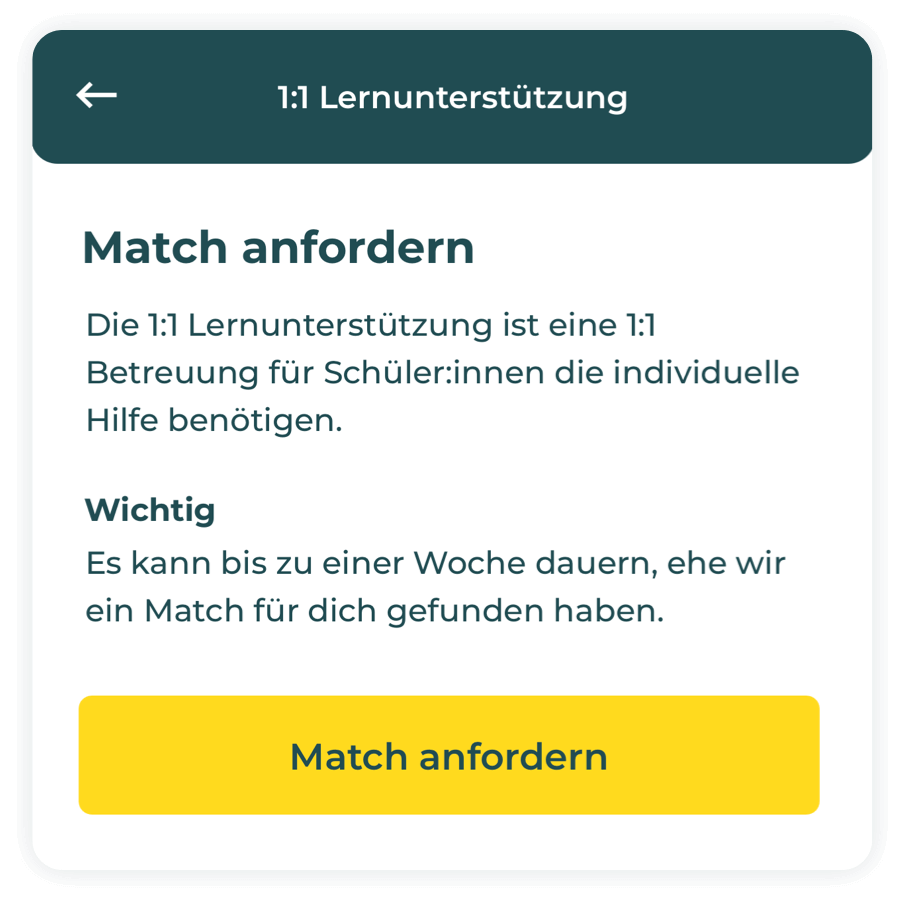 1:1 Lernunterstützung
Match anfordern
Die 1:1 Lernunterstützung ist eine 1:1
Betreuung für Schüler:innen die individuelle
Hilfe benötigen.
Wichtig
Es kann bis zu einer Woche dauern, ehe wir
ein Match für dich gefunden haben.
Match anfordern